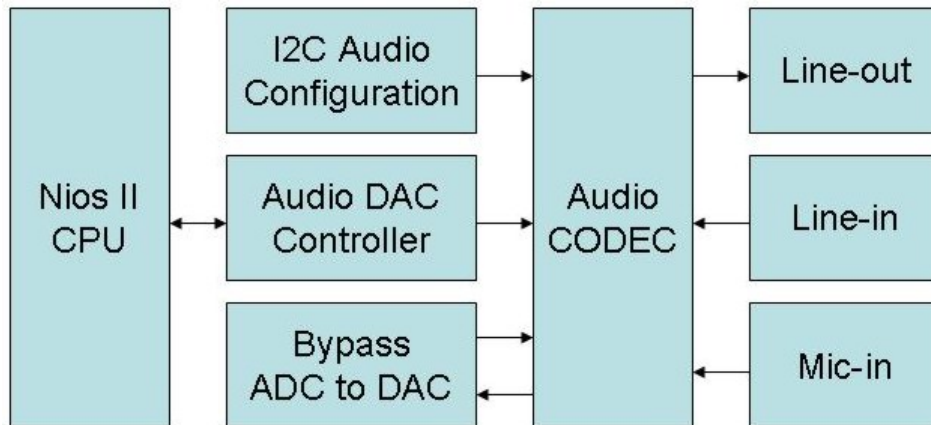 Nios II
CPU
I2C Audio
Configuration
Audio DAC
Controller
Bypass
ADC to DAC
Audio
CODEC
Line-out
Line-in
Mic-in